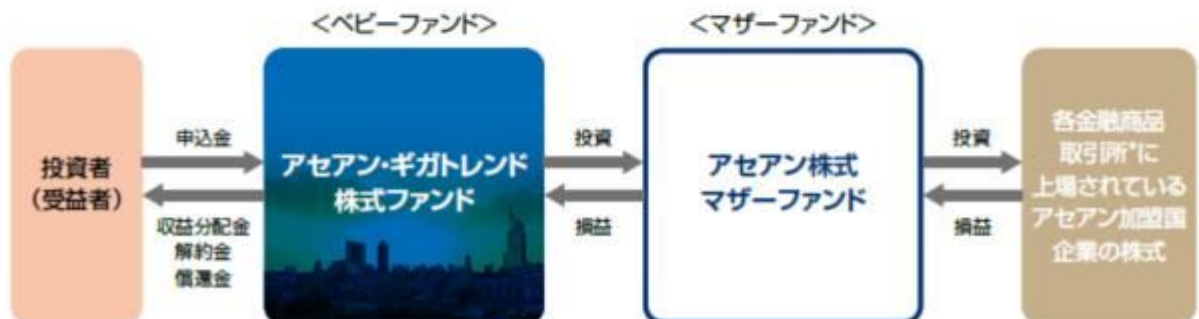 <ベビーファンド>
<マザーファンド>
投資者
(受益者)
申込金
収益分配金
解約金
償還金
アセアン・ギガトレンド
株式ファンド
投資
損益
アセアン株式
マザーファンド
投資
損益
各金融商品
取引所*に
上場されている
アセアン加盟国
企業の株式